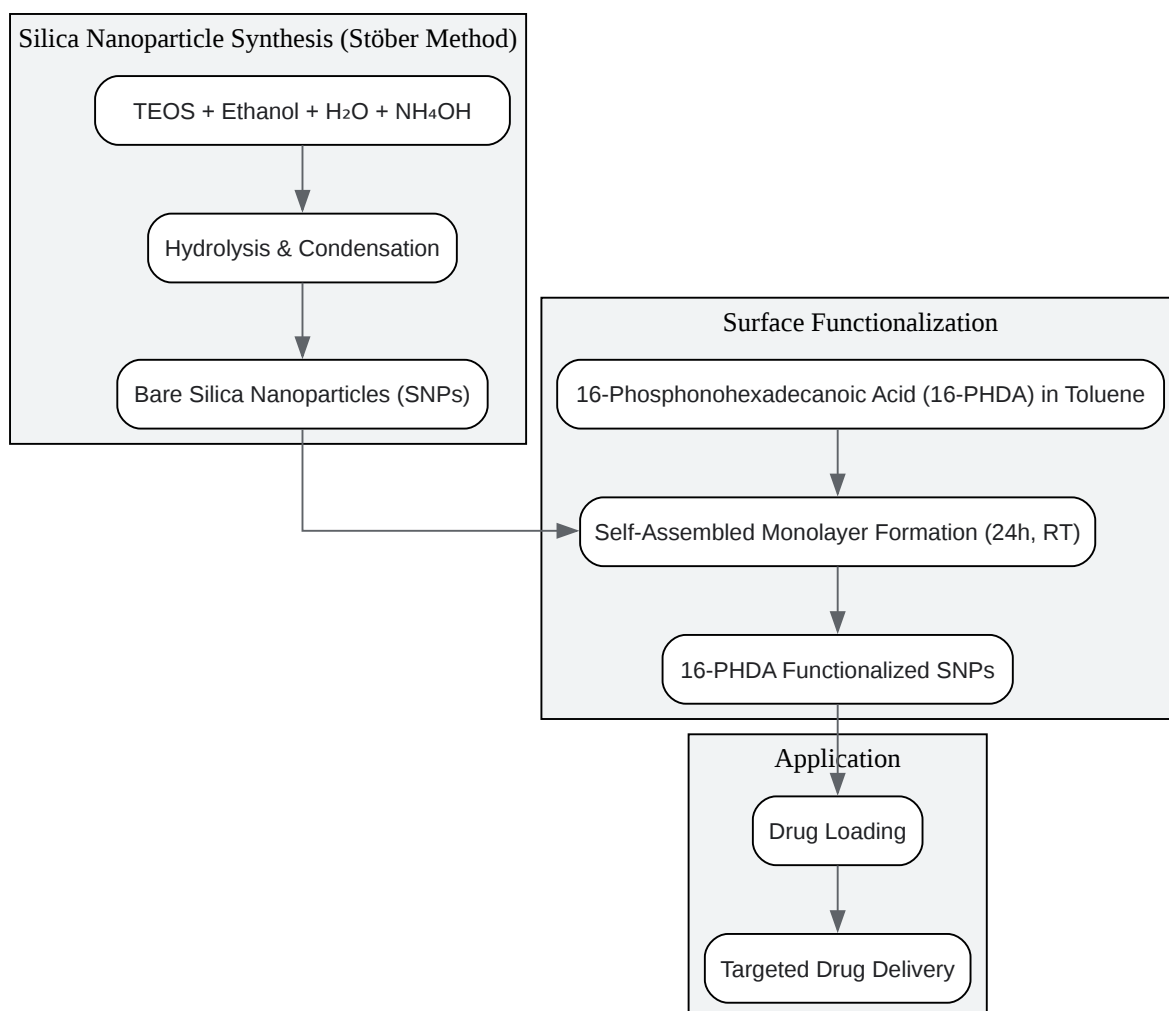 Silica Nanoparticle Synthesis (Stöber Method)
TEOS + Ethanol + H₂O + NH₄OH
Hydrolysis & Condensation
Bare Silica Nanoparticles (SNPs)
Surface Functionalization
16-Phosphonohexadecanoic Acid (16-PHDA) in Toluene
Self-Assembled Monolayer Formation (24h, RT)
16-PHDA Functionalized SNPs
Application
Drug Loading
Targeted Drug Delivery